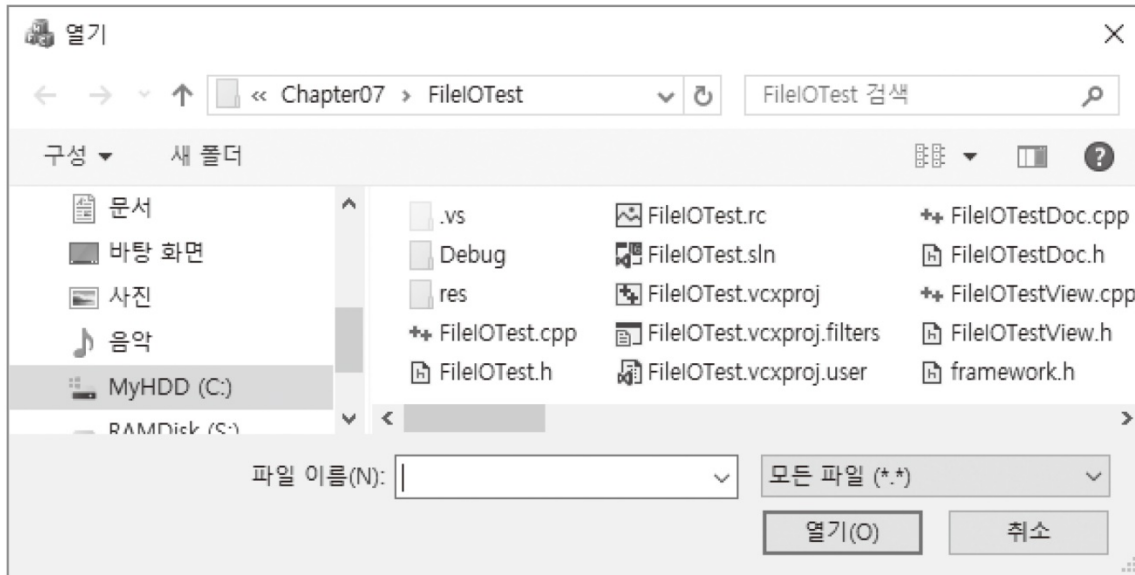 열기
« Chapter07 > FileIOTest
FileIOTest 검색
구성
새 폴더
문서
바탕 화면
사진
음악
MyHDD (C:)
RAMDisk (S:)
.vs
Debug
res
FileIOTest.cpp
FileIOTest.h
FileIOTest.rc
FileIOTest.sln
FileIOTest.vcxproj
FileIOTest.vcxproj.filters
FileIOTest.vcxproj.user
FileIOTestDoc.cpp
FileIOTestDoc.h
FileIOTestView.cpp
FileIOTestView.h
framework.h
파일 이름(N):
모든 파일 (*.*)
열기(O)
취소